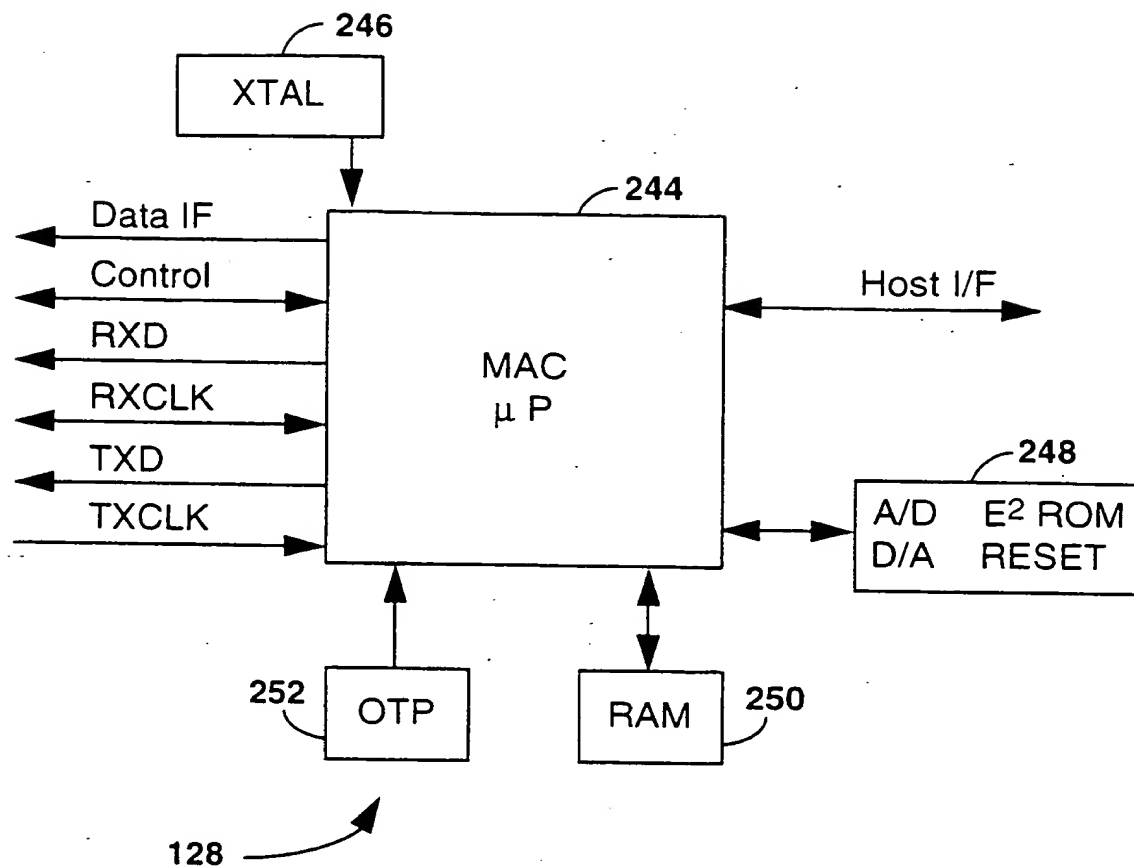 246
XTAL
244
Data IF
Control
RXD
RXCLK
TXD
TXCLK
MAC
μ P
Host I/F
248
A/D E² ROM
D/A RESET
252
OTP
RAM
250
128